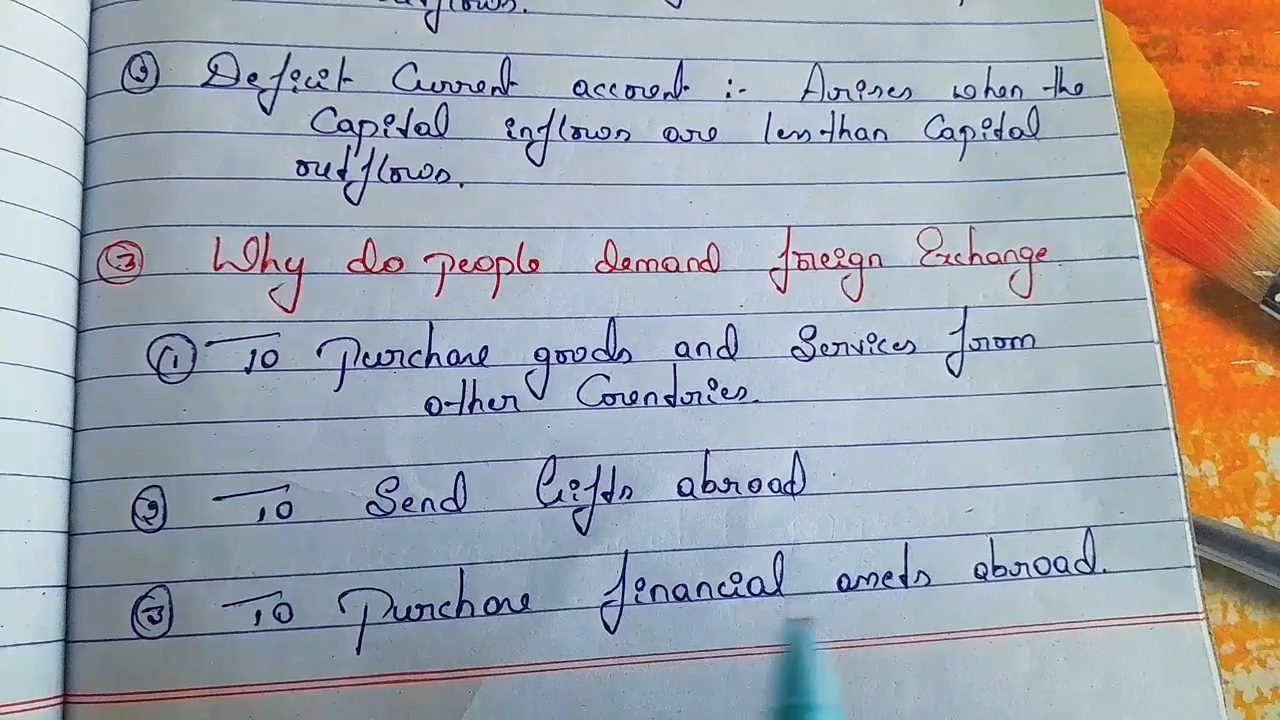 ③ Deficit Current account :- Arises when the
Capital inflows are less than Capital
outflows.
③ Why do people demand foreign Exchange
① To Purchase goods and Services from
other Countries.
② To Send Gifts abroad
③ To Purchase financial assets abroad.